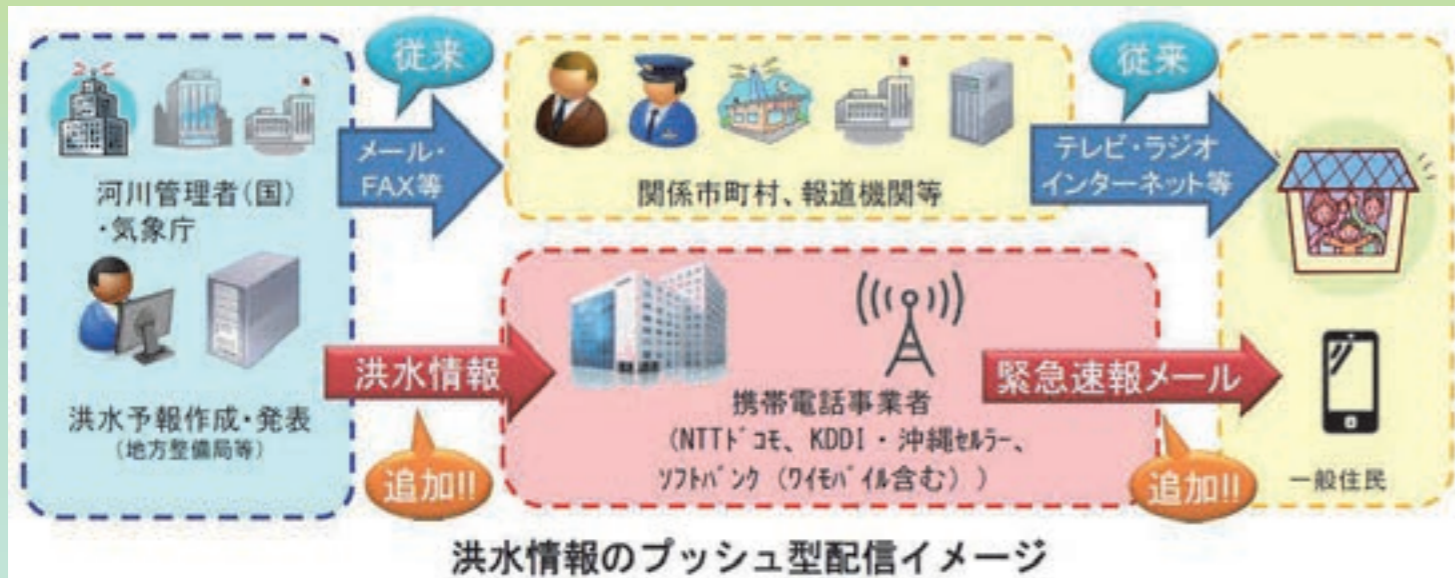 従来
従来
メール・
FAX等
テレビ・ラジオ
インターネット等
河川管理者(国)
・気象庁
関係市町村、報道機関等
洪水情報
緊急速報メール
洪水予報作成・発表
(地方整備局等)
携帯電話事業者
(NTTドコモ、KDDI・沖縄セルラー、
ソフトバンク(ワイモバイル含む))
追加!!
追加!!
一般住民
洪水情報のプッシュ型配信イメージ